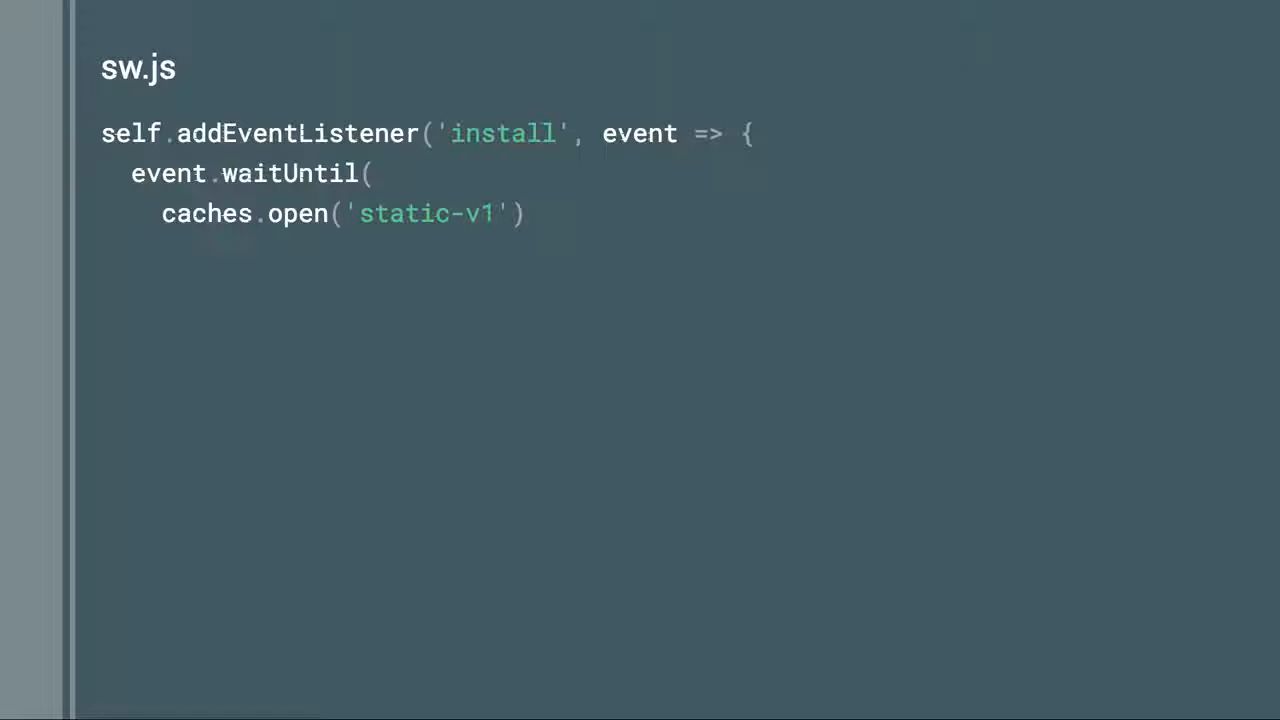 sw.js
self.addEventListener('install', event => {
  event.waitUntil(
    caches.open('static-v1')